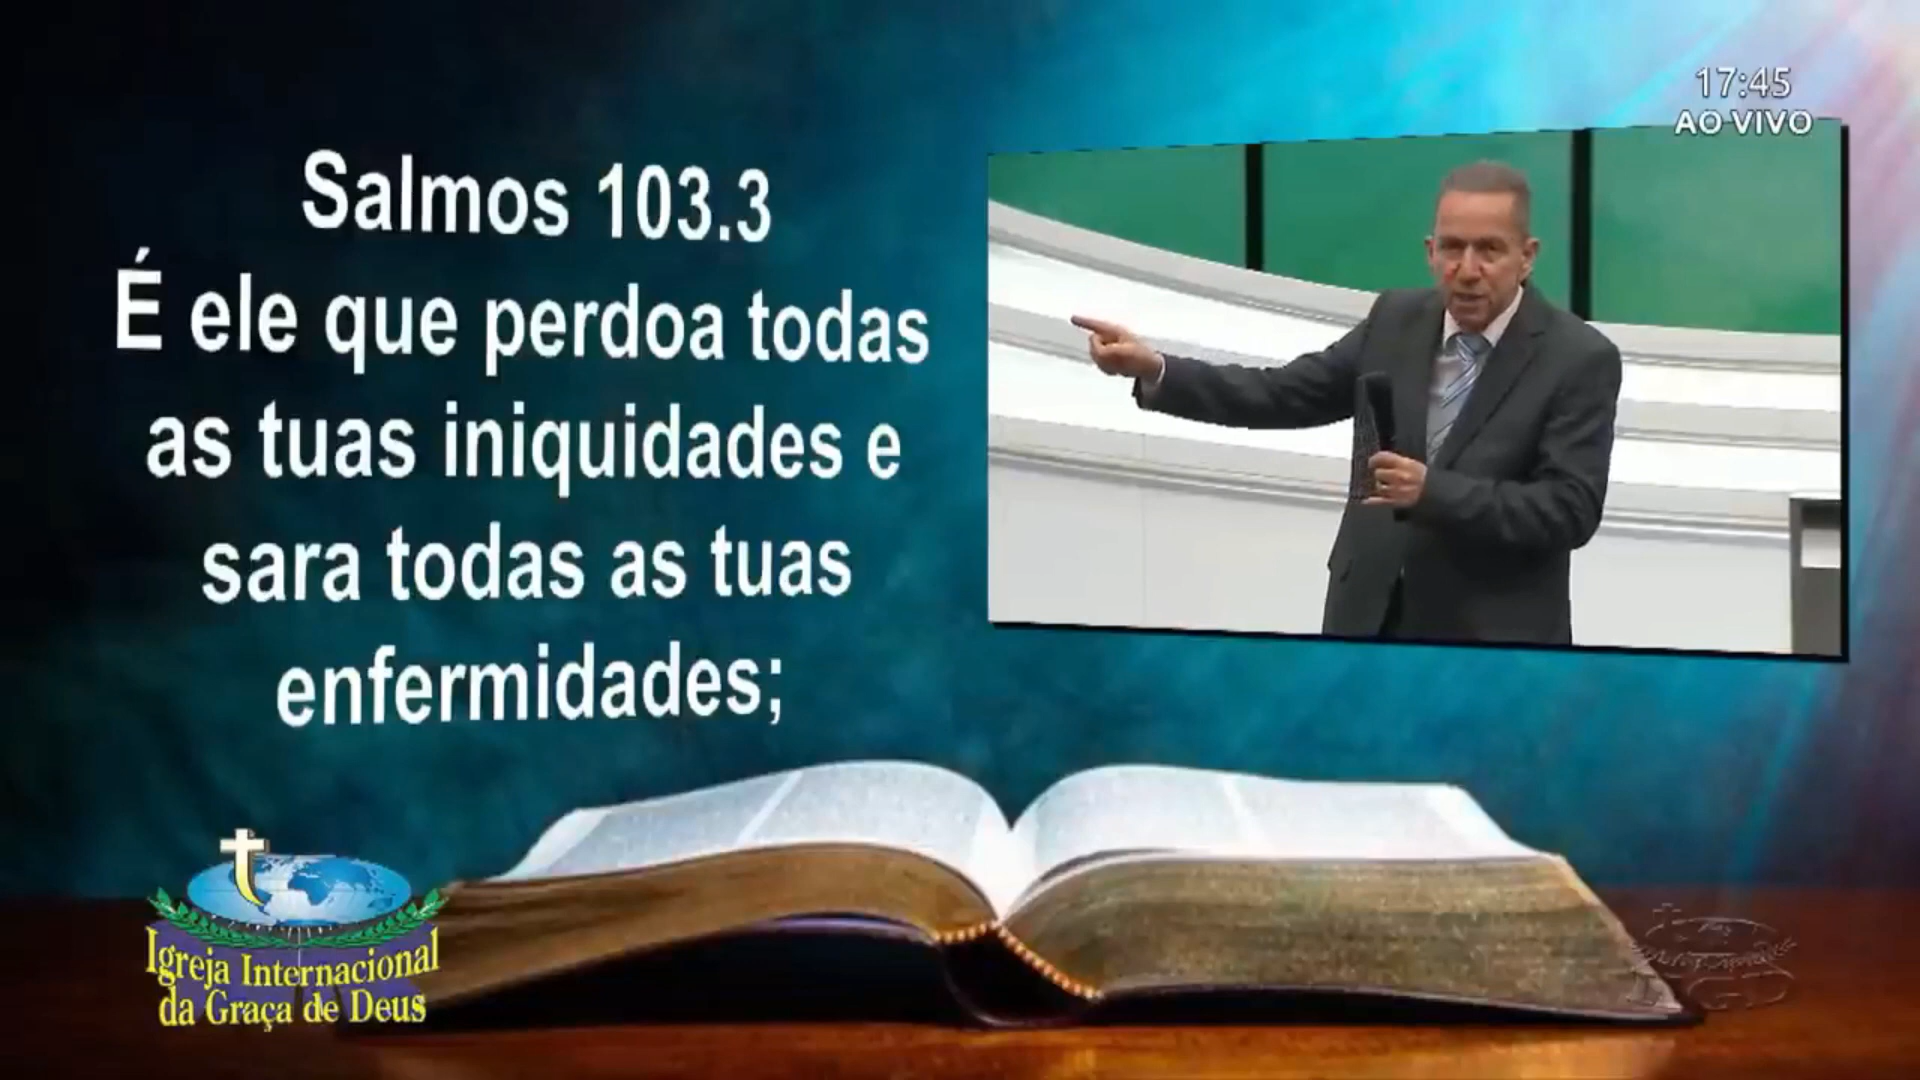 17:45
AO VIVO
Salmos 103.3
É ele que perdoa todas
as tuas iniquidades e
sara todas as tuas
enfermidades;
Igreja Internacional
da Graça de Deus